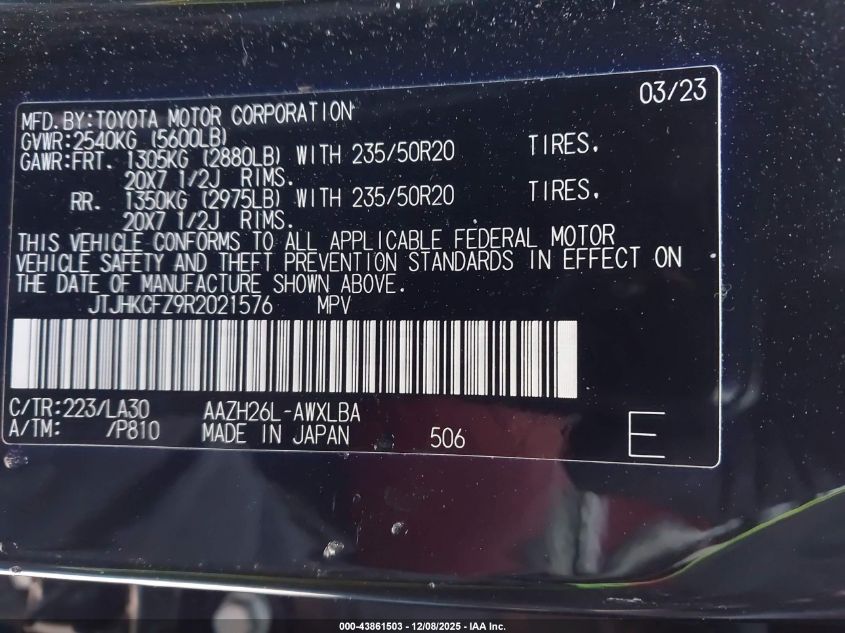 03/23
MFD.BY:TOYOTA MOTOR CORPORATION
GVWR:2540KG (5600LB)
GAWR:FRT. 1305KG (2880LB) WITH 235/50R20 TIRES.
20X7 1/2J RIMS.
RR. 1350KG (2975LB) WITH 235/50R20 TIRES.
20X7 1/2J RIMS.
THIS VEHICLE CONFORMS TO ALL APPLICABLE FEDERAL MOTOR
VEHICLE SAFETY AND THEFT PREVENTION STANDARDS IN EFFECT ON
THE DATE OF MANUFACTURE SHOWN ABOVE.
JTJHKCFZ9R2021576 MPV
C/TR:223/LA30 AAZH26L-AWXLBA
A/TM: /P810 MADE IN JAPAN 506 E
000-43861503 - 12/08/2025 - IAA Inc.